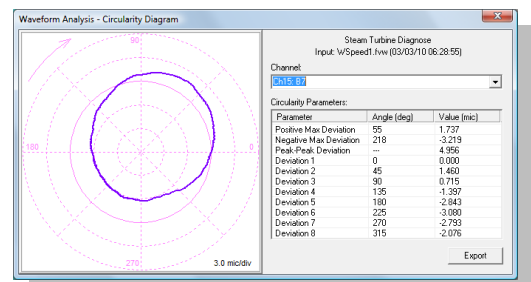 Waveform Analysis - Circularity Diagram
90
180
0
270
3.0 mic/div
Steam Turbine Diagnose
Input: WSpeed1.fvw (03/03/10 06:28:55)
Channel:
Ch15: B7
Circularity Parameters:
Parameter Angle (deg) Value (mic)
Positive Max Deviation 55 1.737
Negative Max Deviation 218 -3.219
Peak-Peak Deviation --- 4.956
Deviation 1 0 0.000
Deviation 2 45 1.460
Deviation 3 90 0.715
Deviation 4 135 -1.397
Deviation 5 180 -2.843
Deviation 6 225 -3.080
Deviation 7 270 -2.793
Deviation 8 315 -2.076
Export